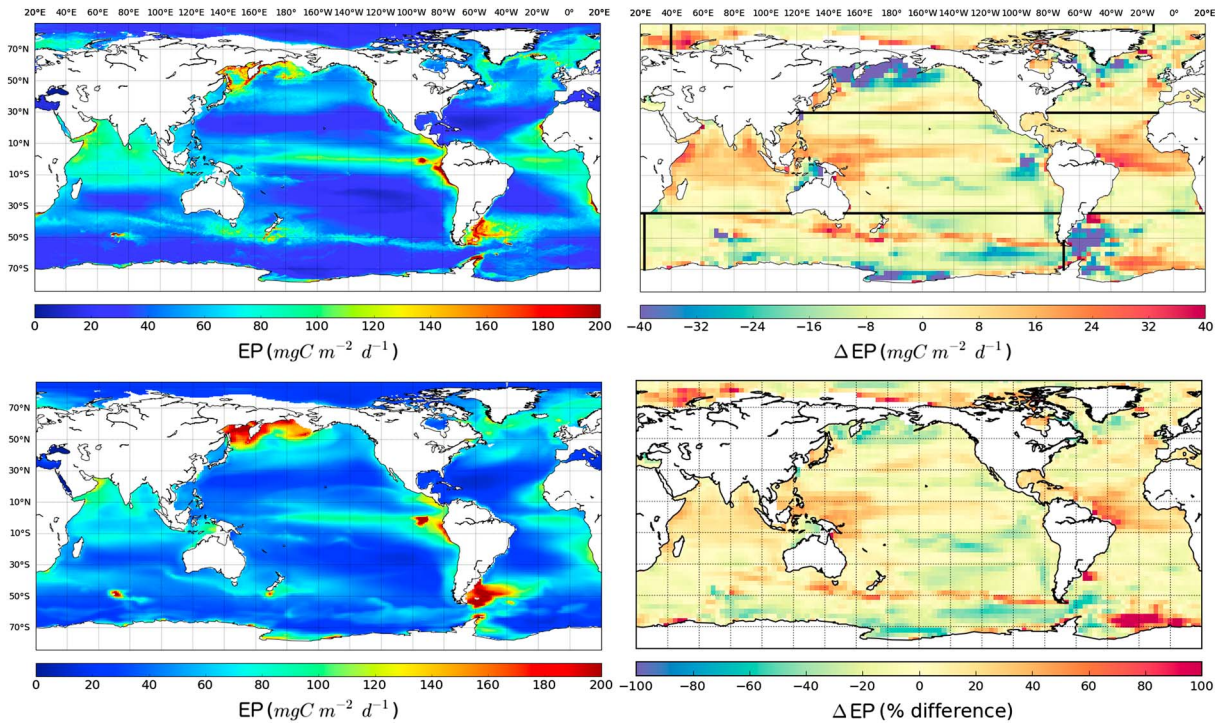 20°E 40°E 60°E 80°E 100°E 120°E 140°E 160°E 180° 160°W 140°W 120°W 100°W 80°W 60°W 40°W 20°W 0° 20°E
70°N
50°N
30°N
10°N
10°S
30°S
50°S
70°S
0 20 40 60 80 100 120 140 160 180 200
EP (mgC m⁻² d⁻¹)
20°E 40°E 60°E 80°E 100°E 120°E 140°E 160°E 180° 160°W 140°W 120°W 100°W 80°W 60°W 40°W 20°W 0° 20°E
70°N
50°N
30°N
10°N
10°S
30°S
50°S
70°S
−40 −32 −24 −16 −8 0 8 16 24 32 40
Δ EP (mgC m⁻² d⁻¹)
70°N
50°N
30°N
10°N
10°S
30°S
50°S
70°S
0 20 40 60 80 100 120 140 160 180 200
EP (mgC m⁻² d⁻¹)
−100 −80 −60 −40 −20 0 20 40 60 80 100
Δ EP (% difference)